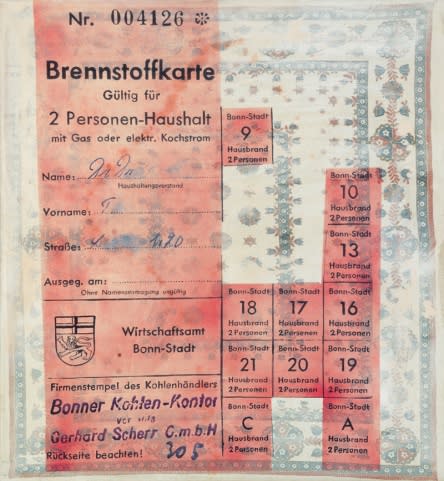 Nr. 004126 ✻
Brennstoffkarte
Gültig für
2 Personen-Haushalt
mit Gas oder elektr. Kochstrom
Name:
Haushaltungsvorstand
Vorname:
Straße:
Ausgeg. am:
Ohne Namenseintragung ungültig
Wirtschaftsamt
Bonn-Stadt
Firmenstempel des Kohlenhändlers
Bonner Kohlen-Kontor
Gerhard Scherr G.m.b.H
305
Rückseite beachten!
Bonn-Stadt
9
Hausbrand
2 Personen
Bonn-Stadt
10
Hausbrand
2 Personen
13
Hausbrand
2 Personen
Bonn-Stadt
18
Hausbrand
2 Personen
Bonn-Stadt
17
Hausbrand
2 Personen
Bonn-Stadt
16
Hausbrand
2 Personen
Bonn-Stadt
21
Hausbrand
2 Personen
Bonn-Stadt
20
Hausbrand
2 Personen
Bonn-Stadt
19
Hausbrand
2 Personen
Bonn-Stadt
C
Hausbrand
2 Personen
Bonn-Stadt
A
Hausbrand
2 Personen